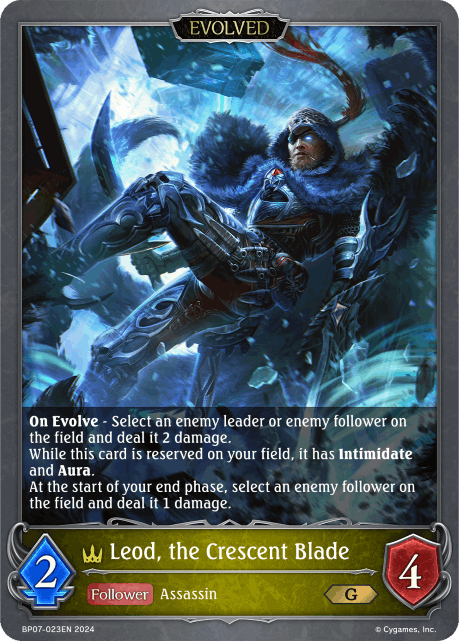 EVOLVED
On Evolve - Select an enemy leader or enemy follower on
the field and deal it 2 damage.
While this card is reserved on your field, it has Intimidate
and Aura.
At the start of your end phase, select an enemy follower on
the field and deal it 1 damage.
2
Leod, the Crescent Blade
4
Follower Assassin
G
BP07-023EN 2024
© Cygames, Inc.